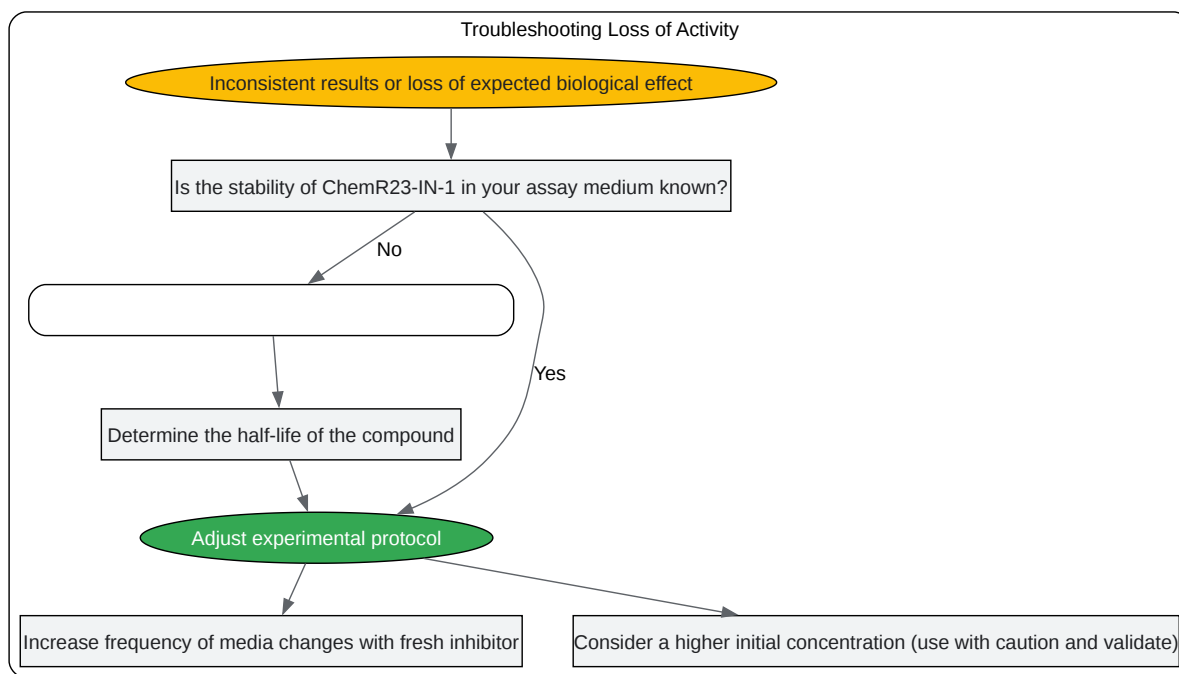 Troubleshooting Loss of Activity
Inconsistent results or loss of expected biological effect
Is the stability of ChemR23-IN-1 in your assay medium known?
No
Yes
Determine the half-life of the compound
Adjust experimental protocol
Increase frequency of media changes with fresh inhibitor
Consider a higher initial concentration (use with caution and validate)